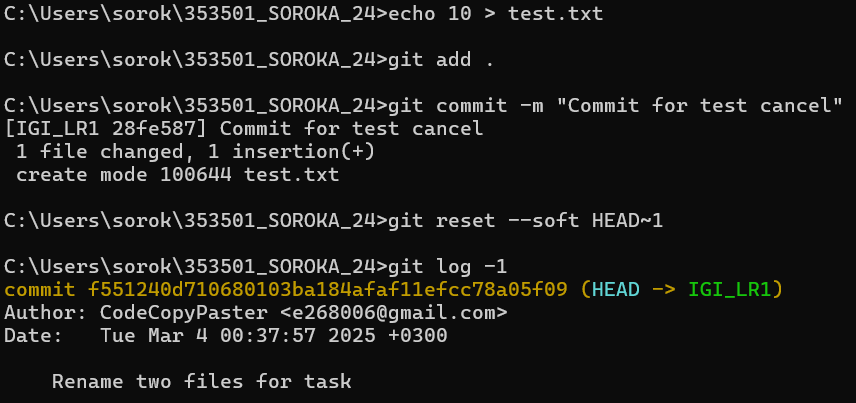 C:\Users\sorok\353501_SOROKA_24>echo 10 > test.txt
C:\Users\sorok\353501_SOROKA_24>git add .
C:\Users\sorok\353501_SOROKA_24>git commit -m "Commit for test cancel"
[IGI_LR1 28fe587] Commit for test cancel
 1 file changed, 1 insertion(+)
 create mode 100644 test.txt
C:\Users\sorok\353501_SOROKA_24>git reset --soft HEAD~1
C:\Users\sorok\353501_SOROKA_24>git log -1
commit f551240d710680103ba184afaf11efcc78a05f09 (HEAD -> IGI_LR1)
Author: CodeCopyPaster <e268006@gmail.com>
Date:   Tue Mar 4 00:37:57 2025 +0300
    Rename two files for task